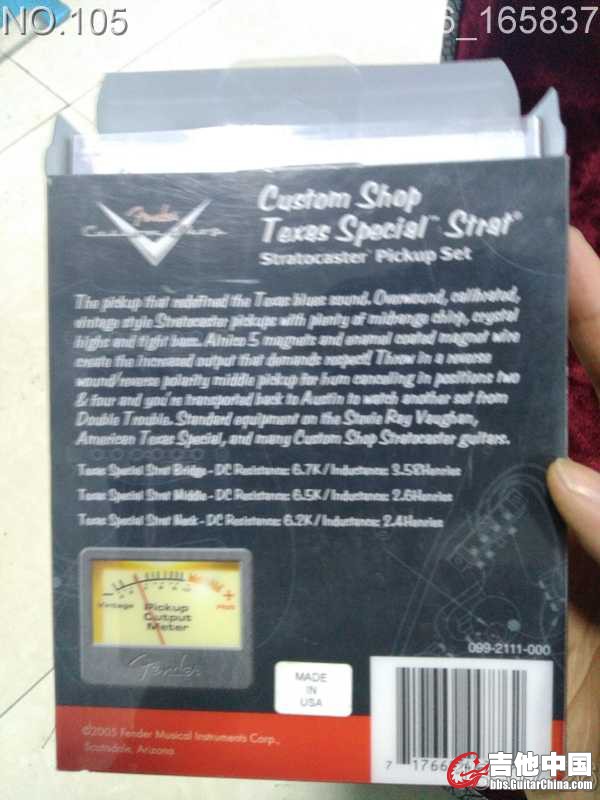 NO.105
6_165837
Fender
Custom Shop
Custom Shop
Texas Special™ Strat®
Stratocaster® Pickup Set
The pickup that redefined the Texas blues sound. Overwound, calibrated,
vintage style Stratocaster pickups with plenty of midrange chirp, crystal
highs and tight bass. Alnico 5 magnets and enamel coated magnet wire
create the increased output that demands respect! Throw in a reverse
wound/reverse polarity middle pickup for hum canceling in positions two
& four and you're transported back to Austin to watch another set from
Double Trouble. Standard equipment on the Stevie Ray Vaughan,
American Texas Special, and many Custom Shop Stratocaster guitars.
Texas Special Strat Bridge - DC Resistance: 6.7K / Inductance: 3.58Henries
Texas Special Strat Middle - DC Resistance: 6.5K / Inductance: 2.6Henries
Texas Special Strat Neck - DC Resistance: 6.2K / Inductance: 2.4Henries
Vintage
Pickup
Output
Meter
Fender
099-2111-000
MADE
IN
USA
©2005 Fender Musical Instruments Corp.,
Scottsdale, Arizona
7 17669
吉他中国
bbs.GuitarChina.com